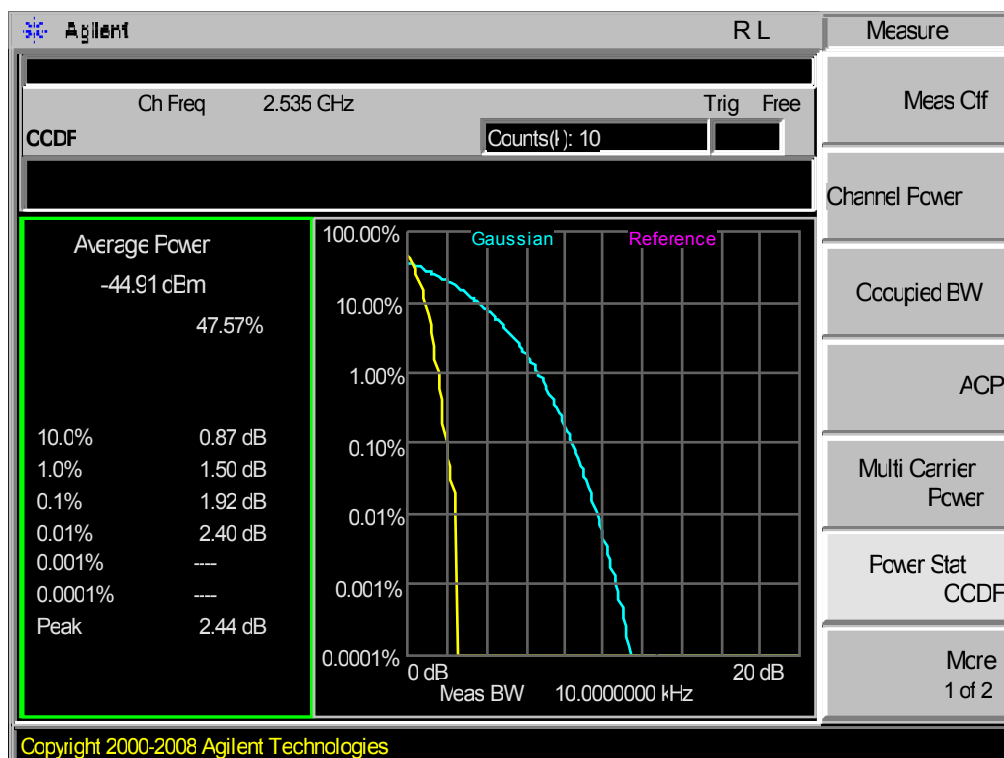 Agilent R L
Measure
Ch Freq 2.535 GHz Trig Free
CCDF
Counts(k): 10
Meas Off
Channel Power
Occupied BW
ACP
Multi Carrier
Power
Power Stat
CCDF
More
1 of 2
Average Power
-44.91 dBm
47.57%
10.0% 0.87 dB
1.0% 1.50 dB
0.1% 1.92 dB
0.01% 2.40 dB
0.001% ----
0.0001% ----
Peak 2.44 dB
Gaussian Reference
100.00%
10.00%
1.00%
0.10%
0.01%
0.001%
0.0001%
0 dB 20 dB
Meas BW 10.0000000 kHz
Copyright 2000-2008 Agilent Technologies